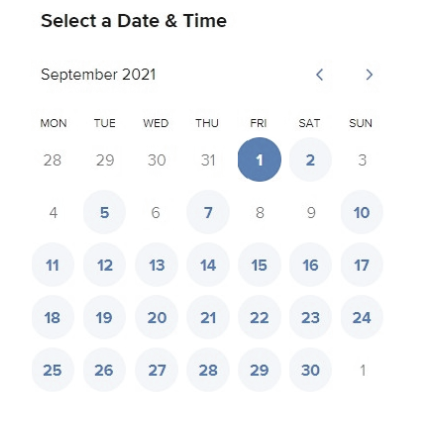 Select a Date & Time
September 2021
MON TUE WED THU FRI SAT SUN
28 29 30 31 1 2 3
4 5 6 7 8 9 10
11 12 13 14 15 16 17
18 19 20 21 22 23 24
25 26 27 28 29 30 1